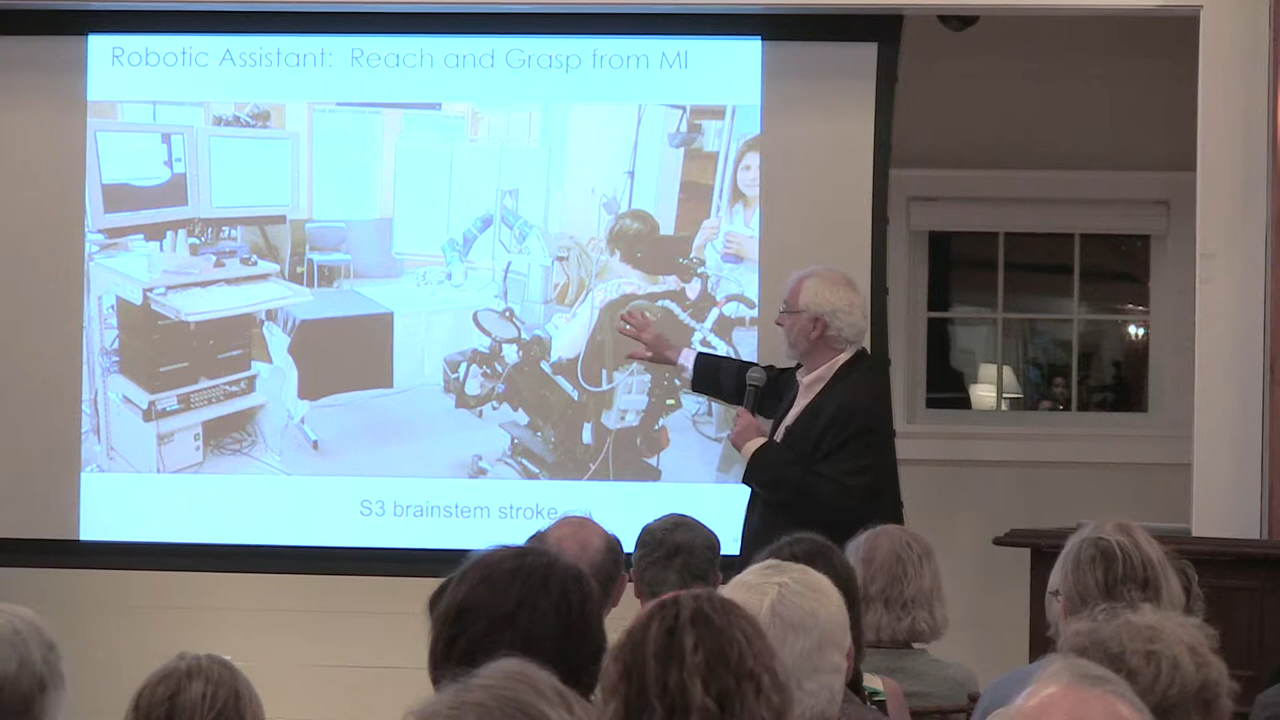 Robotic Assistant: Reach and Grasp from MI
S3 brainstem stroke